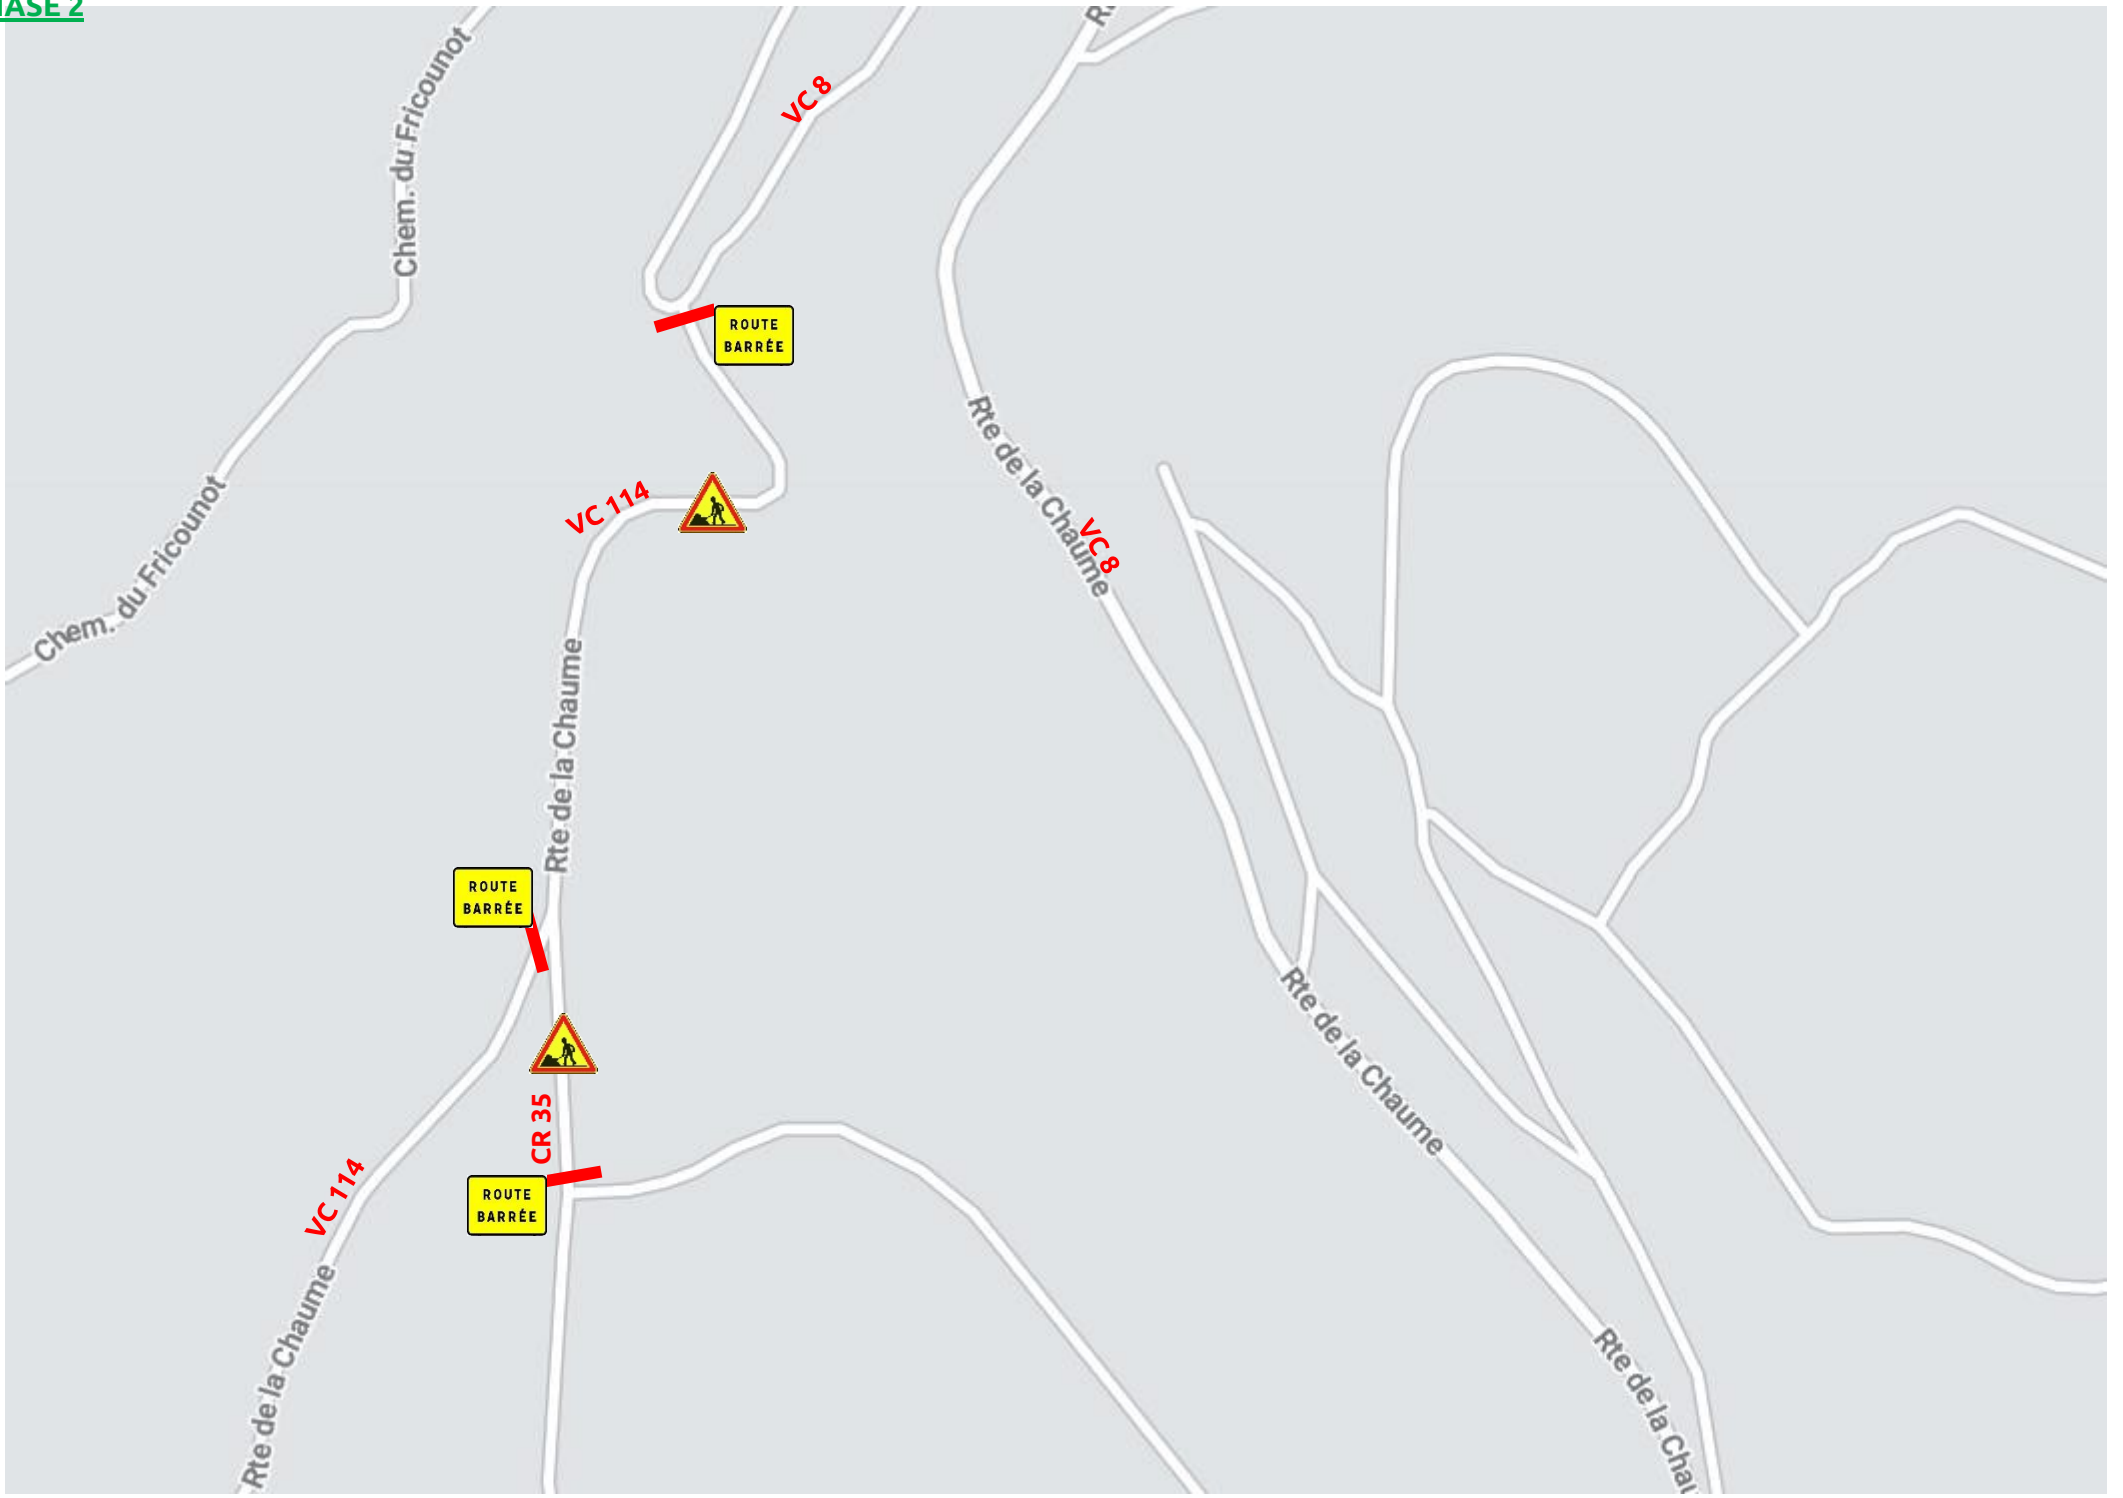 HASE 2
Chem. du Fricounot
VC 8
ROUTE
BARRÉE
Rte de la Chaume
VC 8
VC 114
Chem. du Fricounot
Rte de la Chaume
ROUTE
BARRÉE
Rte de la Chaume
CR 35
VC 114
ROUTE
BARRÉE
Rte de la Chaume
Rte de la Chau